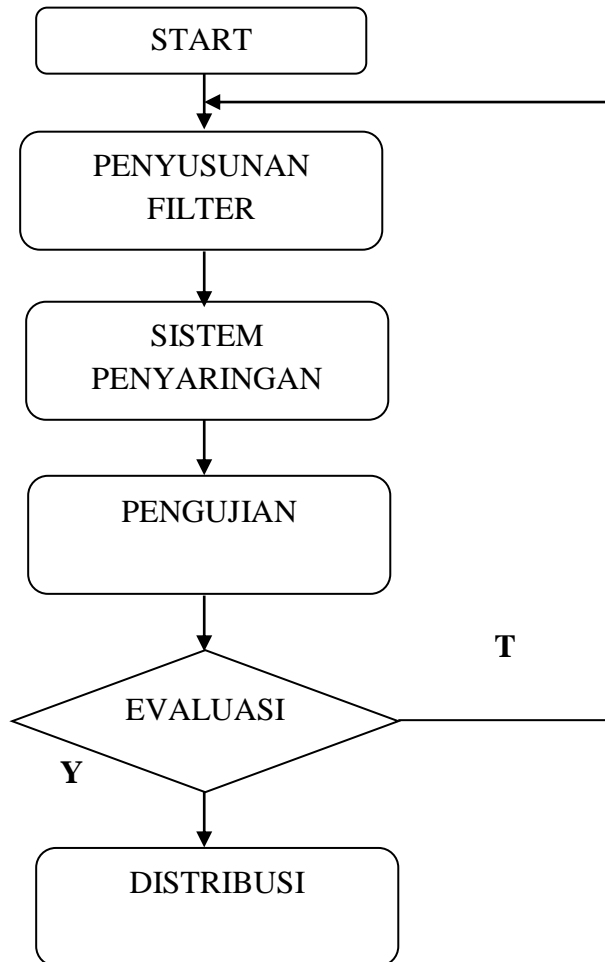 START
PENYUSUNAN
FILTER
SISTEM
PENYARINGAN
PENGUJIAN
T
EVALUASI
Y
DISTRIBUSI